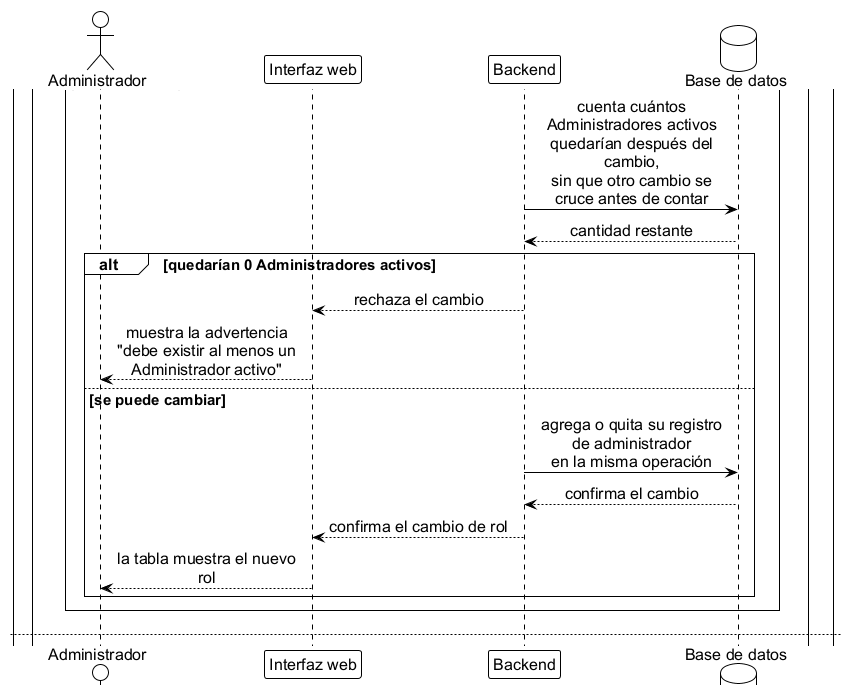 Administrador
Interfaz web
Backend
Base de datos
cuenta cuántos
Administradores activos
quedarían después del
cambio,
sin que otro cambio se
cruce antes de contar
cantidad restante
alt
[quedarían 0 Administradores activos]
rechaza el cambio
muestra la advertencia
"debe existir al menos un
Administrador activo"
[se puede cambiar]
agrega o quita su registro
de administrador
en la misma operación
confirma el cambio
confirma el cambio de rol
la tabla muestra el nuevo
rol
Administrador
Interfaz web
Backend
Base de datos